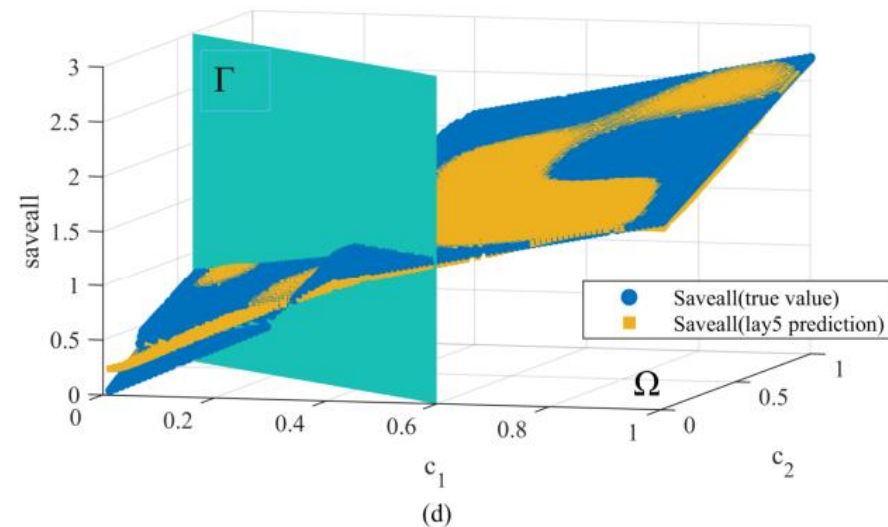 3
2.5
2
1.5
1
0.5
0
saveall
Γ
0
0.2
0.4
0.6
0.8
1
c1
0
0.5
1
c2
Ω
Saveall(true value)
Saveall(lay5 prediction)
(d)